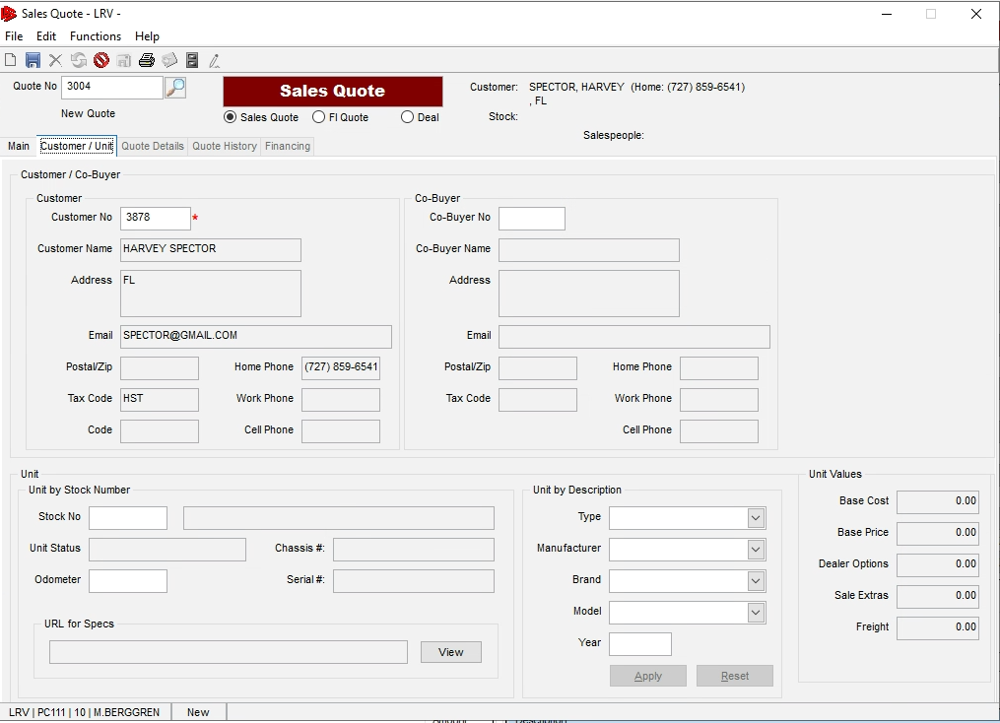 Sales Quote - LRV -
File Edit Functions Help
Quote No 3004
New Quote
Sales Quote
Sales Quote FI Quote Deal
Customer: SPECTOR, HARVEY (Home: (727) 859-6541)
, FL
Stock:
Salespeople:
Main Customer / Unit Quote Details Quote History Financing
Customer / Co-Buyer
Customer
Customer No 3878 *
Customer Name HARVEY SPECTOR
Address FL
Email SPECTOR@GMAIL.COM
Postal/Zip Home Phone (727) 859-6541
Tax Code HST Work Phone
Code Cell Phone
Co-Buyer
Co-Buyer No
Co-Buyer Name
Address
Email
Postal/Zip Home Phone
Tax Code Work Phone
Cell Phone
Unit
Unit by Stock Number
Stock No
Unit Status Chassis #:
Odometer Serial #:
URL for Specs
View
Unit by Description
Type
Manufacturer
Brand
Model
Year
Apply Reset
Unit Values
Base Cost 0.00
Base Price 0.00
Dealer Options 0.00
Sale Extras 0.00
Freight 0.00
LRV | PC111 | 10 | M.BERGGREN New